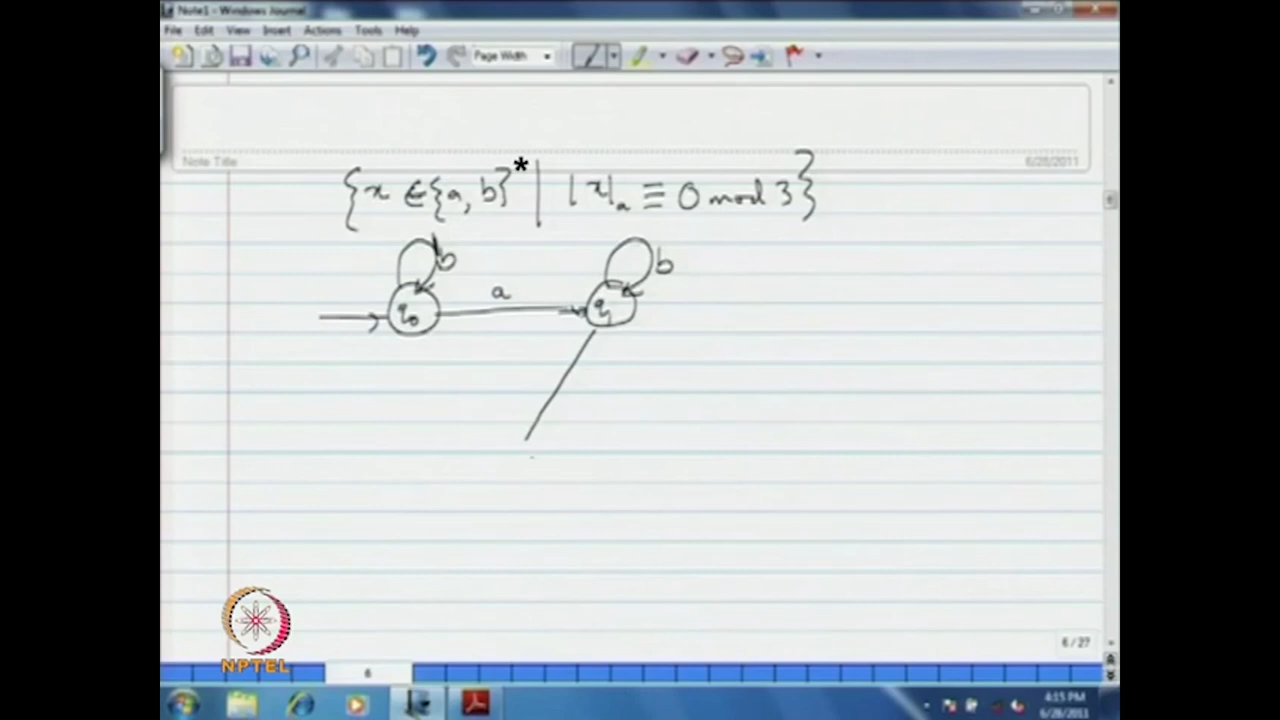 Note1 - Windows Journal
File Edit View Insert Actions Tools Help
Page Width
Note Title
6/28/2011
{x ∈ {a, b}* | |x|a ≡ 0 mod 3}
b
b
a
q0
q1
6 / 27
NPTEL
6
4:15 PM
6/28/2011